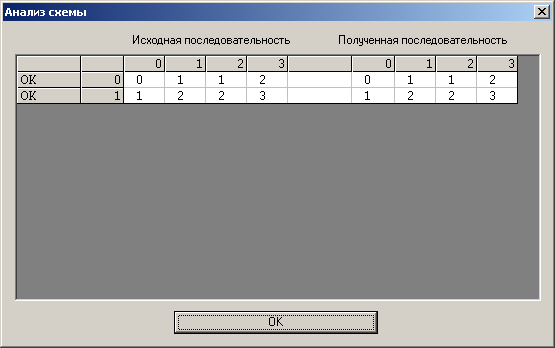 Анализ схемы
Исходная последовательность Полученная последовательность
0 1 2 3 0 1 2 3
OK 0 0 1 1 2 0 1 1 2
OK 1 1 2 2 3 1 2 2 3
OK